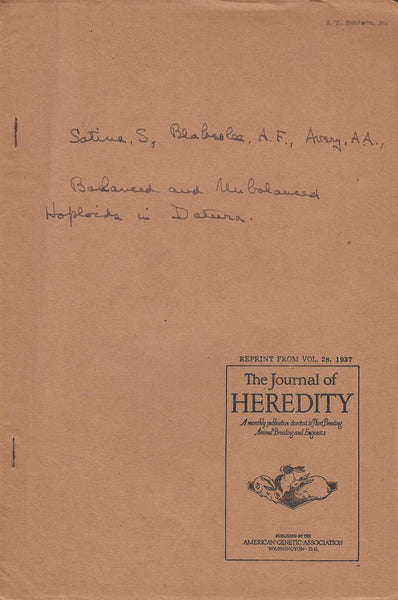 Satina, S., Blakeslee, A.F., Avery, A.A.,
Balanced and Unbalanced
Haploids in Datura.
REPRINT FROM VOL. 28, 1937
The Journal of
HEREDITY
A monthly publication devoted to Plant Breeding
Animal Breeding and Eugenics
PUBLISHED BY THE
AMERICAN·GENETIC·ASSOCIATION
WASHINGTON · D.C.